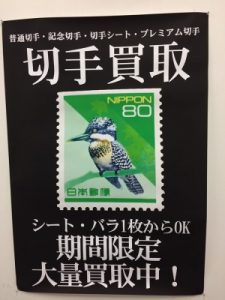 普通切手・記念切手・切手シート・プレミアム切手
切手買取
NIPPON
80
日本郵便
シート・バラ1枚からOK
期間限定
大量買取中！